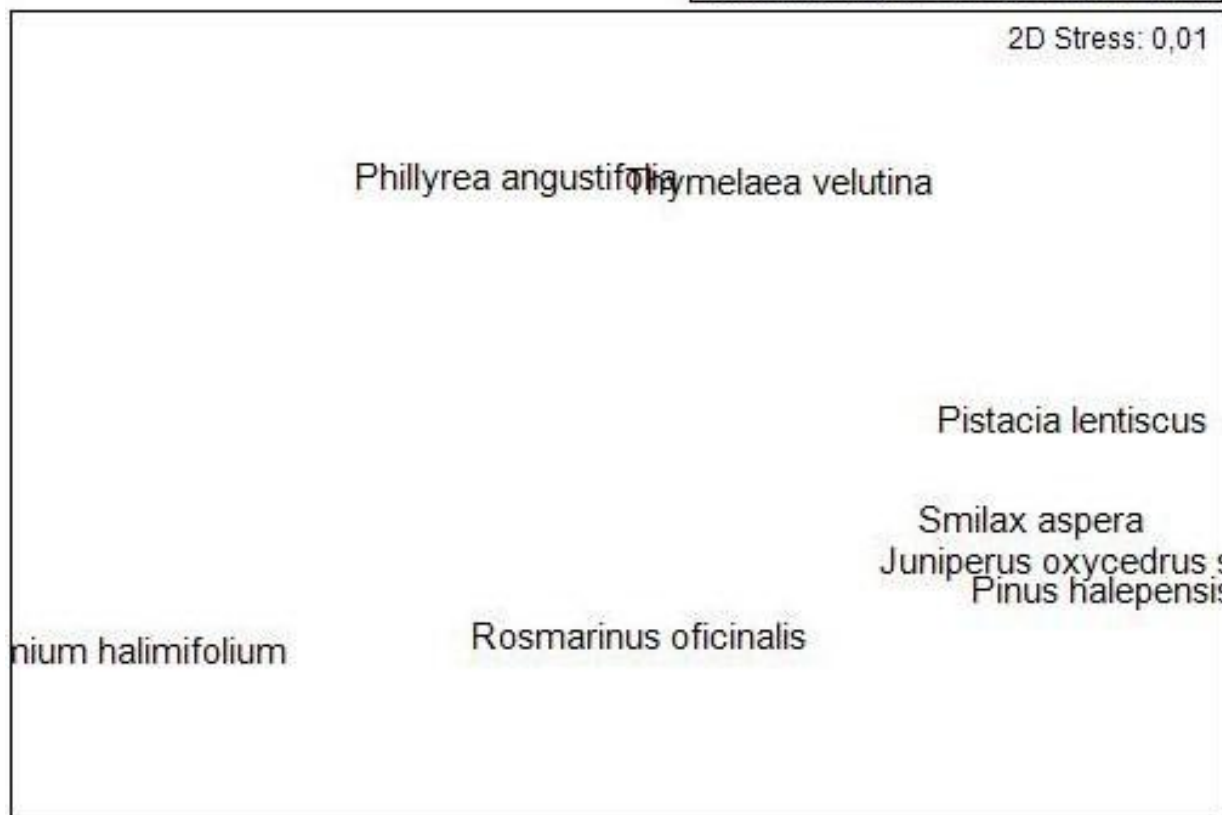 2D Stress: 0,01
Phillyrea angustifolia Thymelaea velutina
Pistacia lentiscus
Smilax aspera
Juniperus oxycedrus s
Pinus halepensis
Rosmarinus oficinalis
nium halimifolium